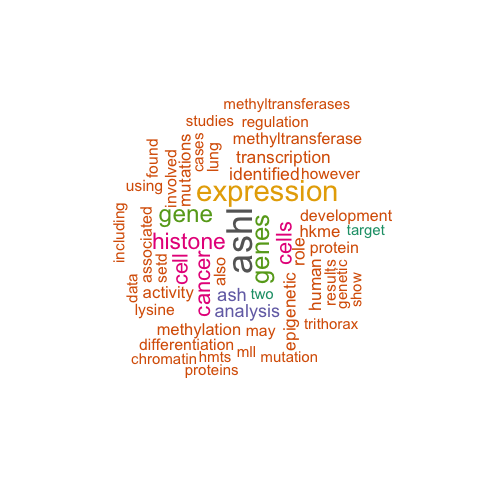 methyltransferases
studies regulation
methyltransferase
found
cases
lung
mutations
involved
transcription
using
identified however
expression
including
gene
ashl
genes
development
associated
histone
cells
role
hkme target
setd
cell
cancer
also
protein
data
activity
ash two
epigenetic
human
results
genetic
show
lysine
analysis
methylation may
trithorax
differentiation
chromatin hmts mll mutation
proteins